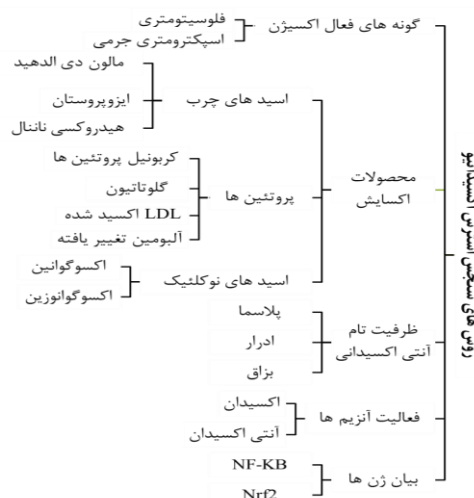 روش های سنجش استرس اکسیداتیو
گونه های فعال اکسیژن
فلوسیتومتری
اسپکترومتری جرمی
محصولات
اکسایش
اسید های چرب
مالون دی الدهید
ایزوپروستان
هیدروکسی ناننال
پروتئین ها
کربونیل پروتئین ها
گلوتاتیون
LDL اکسید شده
آلبومین تغییر یافته
اسید های نوکلئیک
اکسوگوانین
اکسوگوانوزین
ظرفیت تام
آنتی اکسیدانی
پلاسما
ادرار
بزاق
فعالیت آنزیم ها
اکسیدان
آنتی اکسیدان
بیان ژن ها
NF-KB
Nrf2